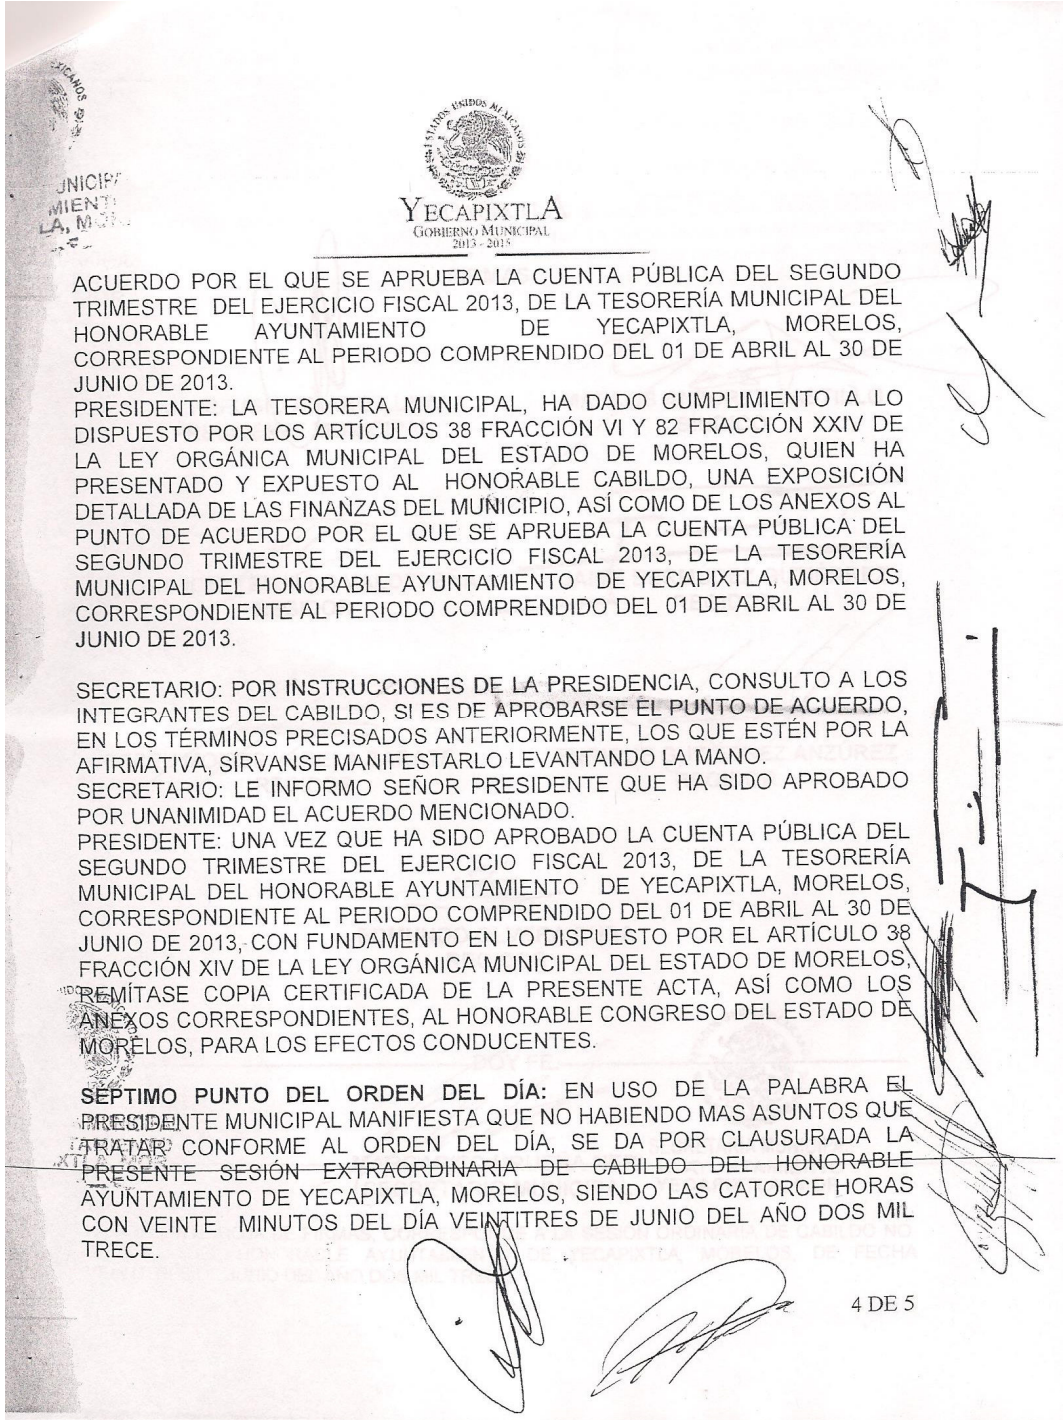 ESTADOS UNIDOS MEXICANOS
YECAPIXTLA
GOBIERNO MUNICIPAL
2013 - 2015
ACUERDO POR EL QUE SE APRUEBA LA CUENTA PÚBLICA DEL SEGUNDO
TRIMESTRE DEL EJERCICIO FISCAL 2013, DE LA TESORERÍA MUNICIPAL DEL
HONORABLE AYUNTAMIENTO DE YECAPIXTLA, MORELOS,
CORRESPONDIENTE AL PERIODO COMPRENDIDO DEL 01 DE ABRIL AL 30 DE
JUNIO DE 2013.
PRESIDENTE: LA TESORERA MUNICIPAL, HA DADO CUMPLIMIENTO A LO
DISPUESTO POR LOS ARTÍCULOS 38 FRACCIÓN VI Y 82 FRACCIÓN XXIV DE
LA LEY ORGÁNICA MUNICIPAL DEL ESTADO DE MORELOS, QUIEN HA
PRESENTADO Y EXPUESTO AL HONORABLE CABILDO, UNA EXPOSICIÓN
DETALLADA DE LAS FINANZAS DEL MUNICIPIO, ASÍ COMO DE LOS ANEXOS AL
PUNTO DE ACUERDO POR EL QUE SE APRUEBA LA CUENTA PÚBLICA DEL
SEGUNDO TRIMESTRE DEL EJERCICIO FISCAL 2013, DE LA TESORERÍA
MUNICIPAL DEL HONORABLE AYUNTAMIENTO DE YECAPIXTLA, MORELOS,
CORRESPONDIENTE AL PERIODO COMPRENDIDO DEL 01 DE ABRIL AL 30 DE
JUNIO DE 2013.
SECRETARIO: POR INSTRUCCIONES DE LA PRESIDENCIA, CONSULTO A LOS
INTEGRANTES DEL CABILDO, SI ES DE APROBARSE EL PUNTO DE ACUERDO,
EN LOS TÉRMINOS PRECISADOS ANTERIORMENTE, LOS QUE ESTÉN POR LA
AFIRMATIVA, SÍRVANSE MANIFESTARLO LEVANTANDO LA MANO.
SECRETARIO: LE INFORMO SEÑOR PRESIDENTE QUE HA SIDO APROBADO
POR UNANIMIDAD EL ACUERDO MENCIONADO.
PRESIDENTE: UNA VEZ QUE HA SIDO APROBADO LA CUENTA PÚBLICA DEL
SEGUNDO TRIMESTRE DEL EJERCICIO FISCAL 2013, DE LA TESORERÍA
MUNICIPAL DEL HONORABLE AYUNTAMIENTO DE YECAPIXTLA, MORELOS,
CORRESPONDIENTE AL PERIODO COMPRENDIDO DEL 01 DE ABRIL AL 30 DE
JUNIO DE 2013, CON FUNDAMENTO EN LO DISPUESTO POR EL ARTÍCULO 38
FRACCIÓN XIV DE LA LEY ORGÁNICA MUNICIPAL DEL ESTADO DE MORELOS,
REMÍTASE COPIA CERTIFICADA DE LA PRESENTE ACTA, ASÍ COMO LOS
ANEXOS CORRESPONDIENTES, AL HONORABLE CONGRESO DEL ESTADO DE
MORELOS, PARA LOS EFECTOS CONDUCENTES.
SÉPTIMO PUNTO DEL ORDEN DEL DÍA: EN USO DE LA PALABRA EL
PRESIDENTE MUNICIPAL MANIFIESTA QUE NO HABIENDO MAS ASUNTOS QUE
TRATAR CONFORME AL ORDEN DEL DÍA, SE DA POR CLAUSURADA LA
PRESENTE SESIÓN EXTRAORDINARIA DE CABILDO DEL HONORABLE
AYUNTAMIENTO DE YECAPIXTLA, MORELOS, SIENDO LAS CATORCE HORAS
CON VEINTE MINUTOS DEL DÍA VEINTITRES DE JUNIO DEL AÑO DOS MIL
TRECE.
4 DE 5